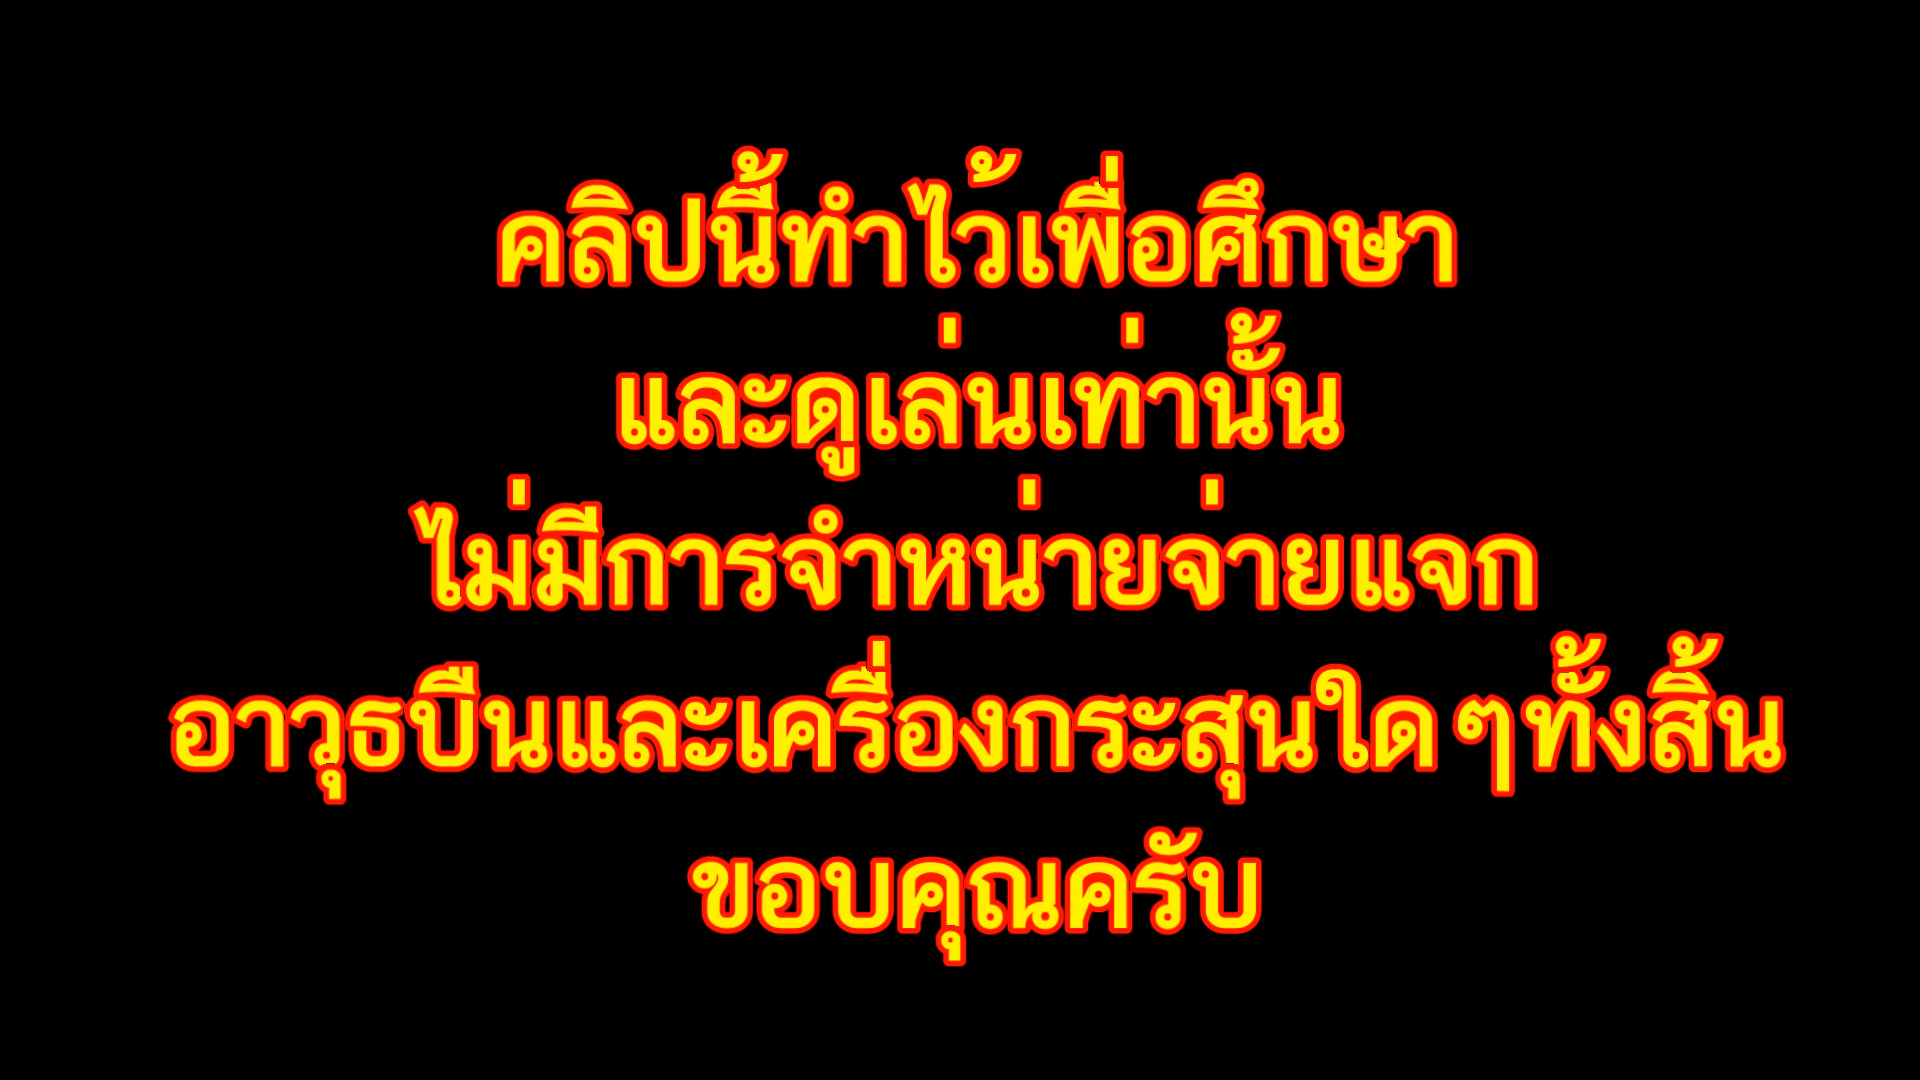 คลิปนี้ทำไว้เพื่อศึกษา
และดูเล่นเท่านั้น
ไม่มีการจำหน่ายจ่ายแจก
อาวุธบืนและเครื่องกระสุนใดๆทั้งสิ้น
ขอบคุณครับ